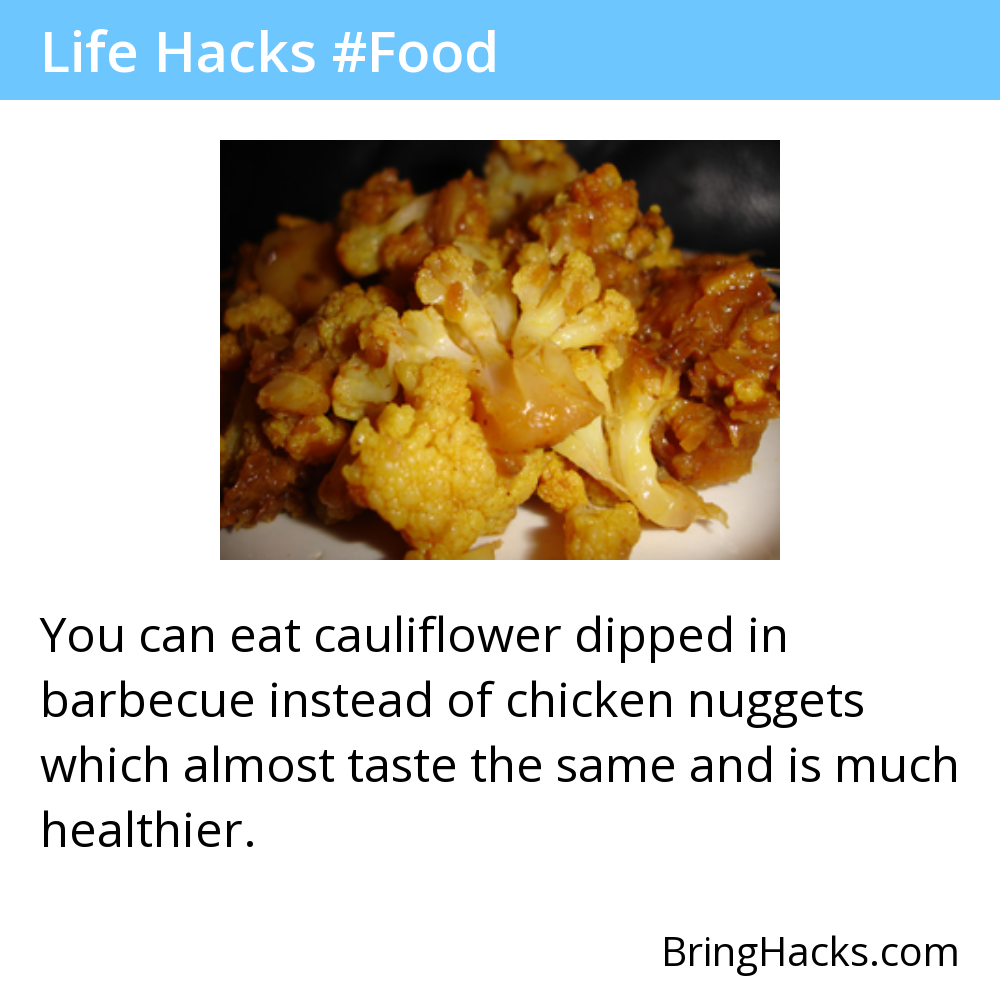 Life Hacks #Food
You can eat cauliflower dipped in
barbecue instead of chicken nuggets
which almost taste the same and is much
healthier.
BringHacks.com